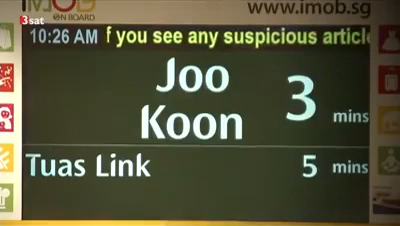 iMOB
ON BOARD
www.imob.sg
3sat
10:26 AM f you see any suspicious article
Joo
Koon
3 mins
Tuas Link 5 mins